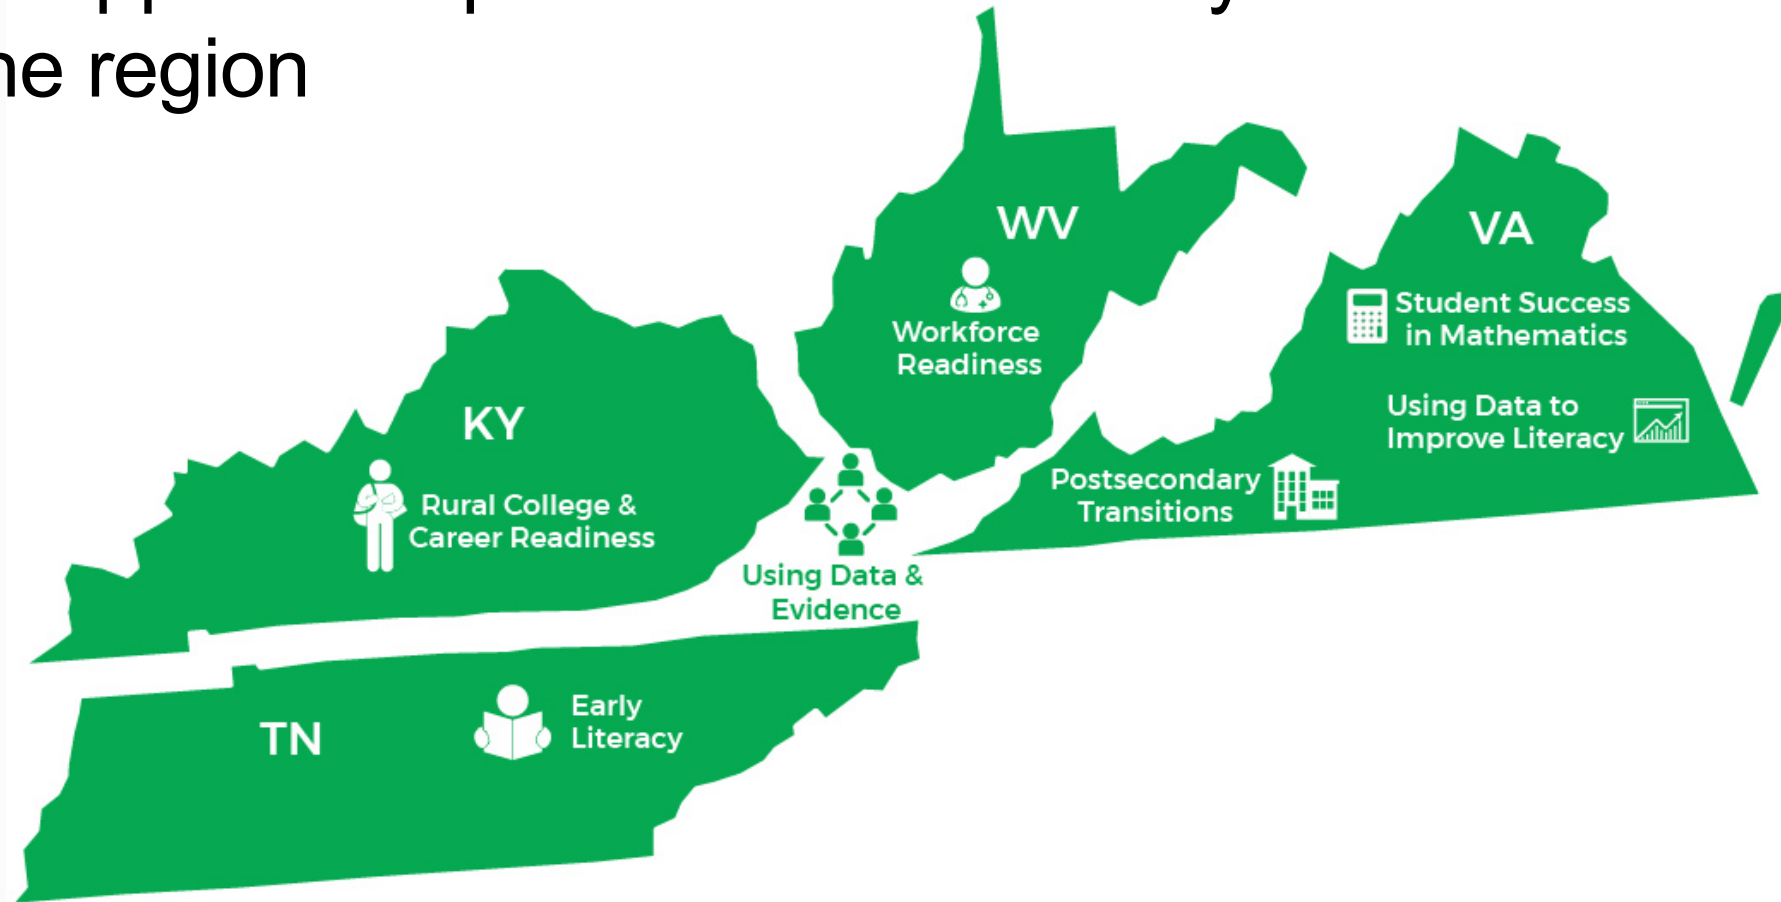 he region
WV
Workforce
Readiness
VA
Student Success
in Mathematics
Using Data to
Improve Literacy
Postsecondary
Transitions
KY
Rural College &
Career Readiness
Using Data &
Evidence
TN
Early
Literacy